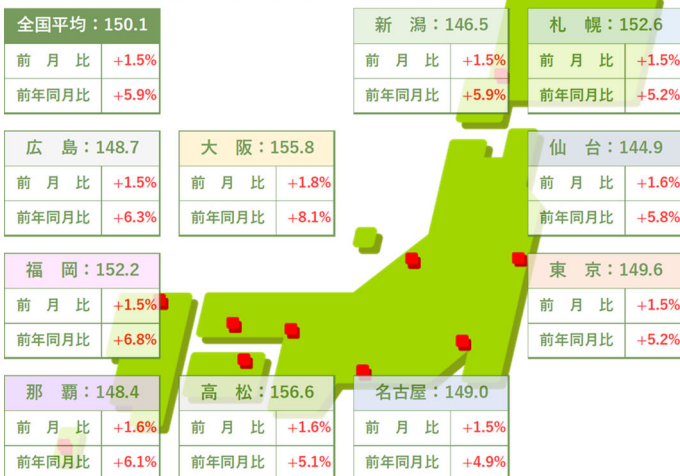 全国平均：150.1
前 月 比 +1.5%
前年同月比 +5.9%
新 潟：146.5
前 月 比 +1.5%
前年同月比 +5.9%
札 幌：152.6
前 月 比 +1.5%
前年同月比 +5.2%
広 島：148.7
前 月 比 +1.5%
前年同月比 +6.3%
大 阪：155.8
前 月 比 +1.8%
前年同月比 +8.1%
仙 台：144.9
前 月 比 +1.6%
前年同月比 +5.8%
福 岡：152.2
前 月 比 +1.5%
前年同月比 +6.8%
東 京：149.6
前 月 比 +1.5%
前年同月比 +5.2%
那 覇：148.4
前 月 比 +1.6%
前年同月比 +6.1%
高 松：156.6
前 月 比 +1.6%
前年同月比 +5.1%
名古屋：149.0
前 月 比 +1.5%
前年同月比 +4.9%